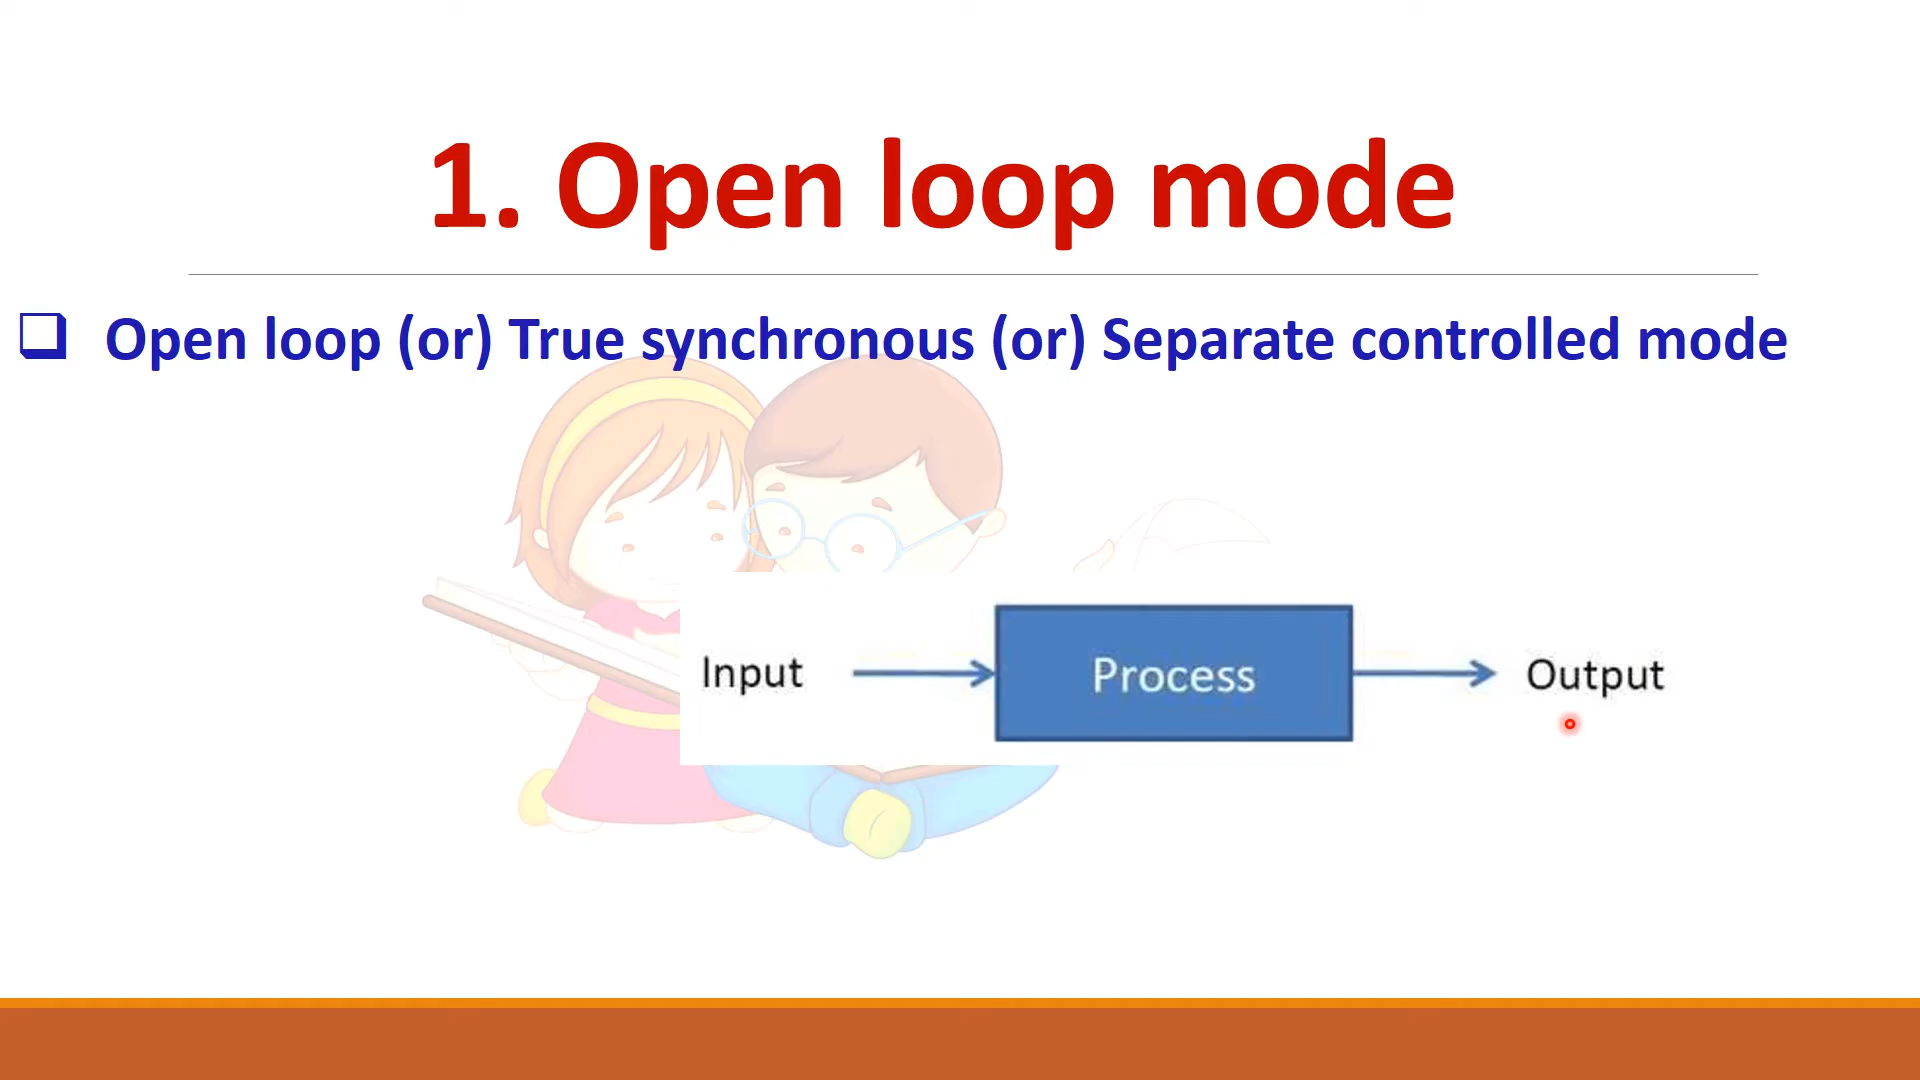 1. Open loop mode
Open loop (or) True synchronous (or) Separate controlled mode
Input Process Output